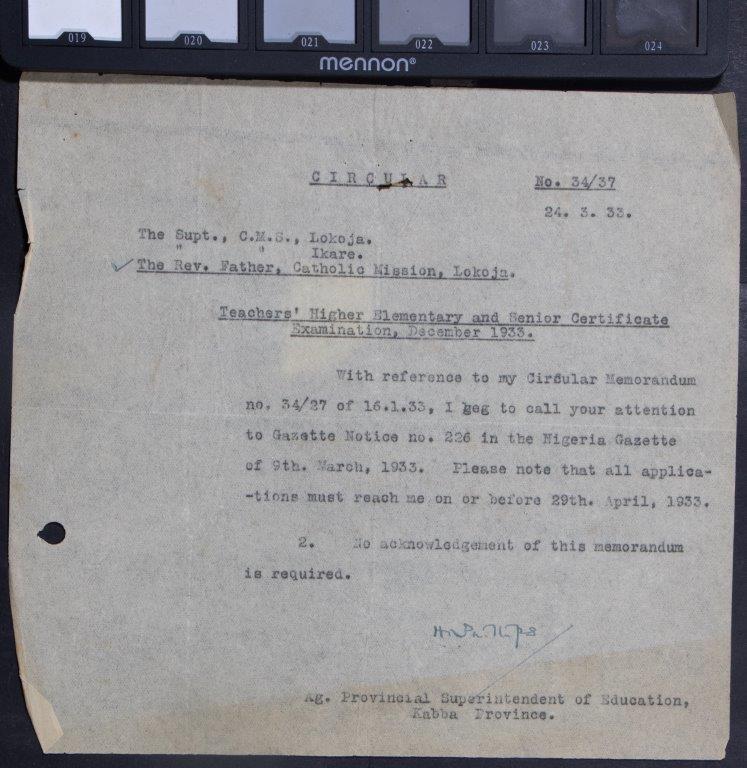 019 020 021 022 023 024
mennon®
CIRCULAR No. 34/37
24. 3. 33.
The Supt., C.M.S., Lokoja.
" " Ikare.
✓ The Rev. Father, Catholic Mission, Lokoja.
Teachers' Higher Elementary and Senior Certificate
Examination, December 1933.
With reference to my Circular Memorandum
no. 34/27 of 16.1.33, I geg to call your attention
to Gazette Notice no. 226 in the Nigeria Gazette
of 9th. March, 1933. Please note that all applica-
-tions must reach me on or before 29th. April, 1933.
2. No acknowledgement of this memorandum
is required.
Ag. Provincial Superintendent of Education,
Kabba Province.